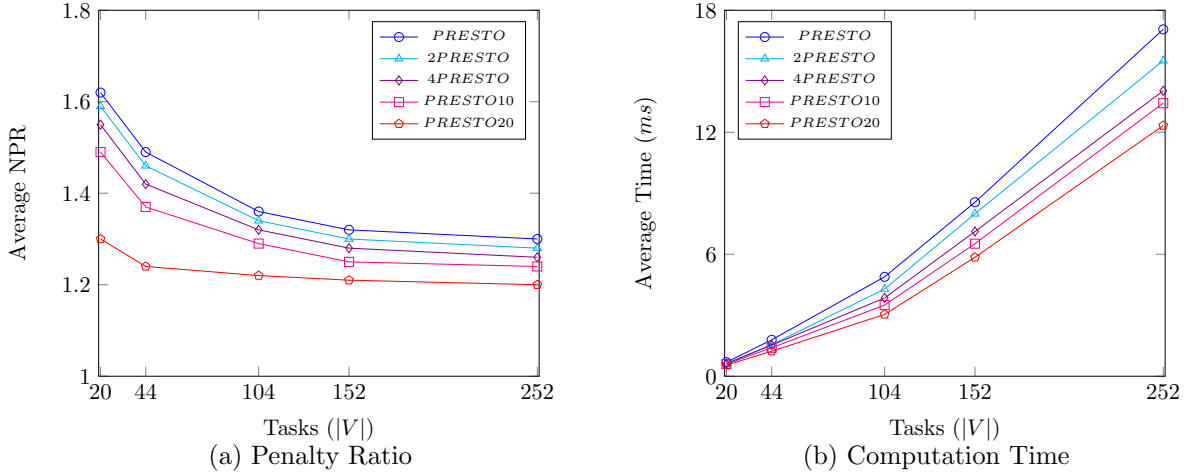 1.8
1.6
1.4
1.2
1
20 44 104 152 252
Average NPR
Tasks (|V|)
PRESTO
2PRESTO
4PRESTO
PRESTO10
PRESTO20
(a) Penalty Ratio
18
12
6
0
20 44 104 152 252
Average Time (ms)
Tasks (|V|)
PRESTO
2PRESTO
4PRESTO
PRESTO10
PRESTO20
(b) Computation Time